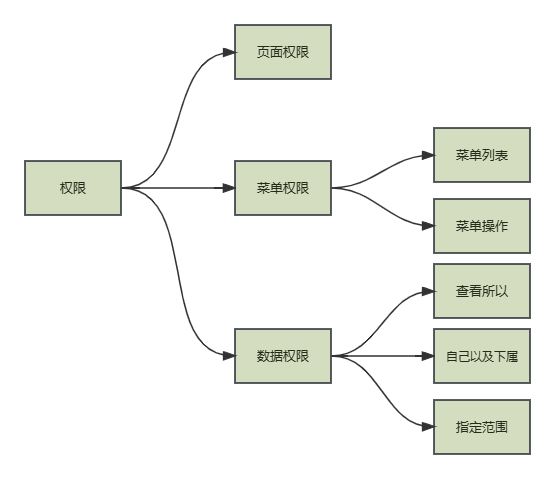 页面权限
菜单列表
权限
菜单权限
菜单操作
查看所以
数据权限
自己以及下属
指定范围